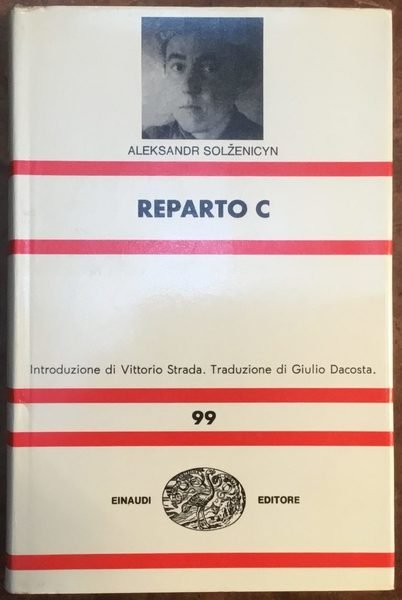 ALEKSANDR SOLŽENICYN
REPARTO C
Introduzione di Vittorio Strada. Traduzione di Giulio Dacosta.
99
EINAUDI EDITORE